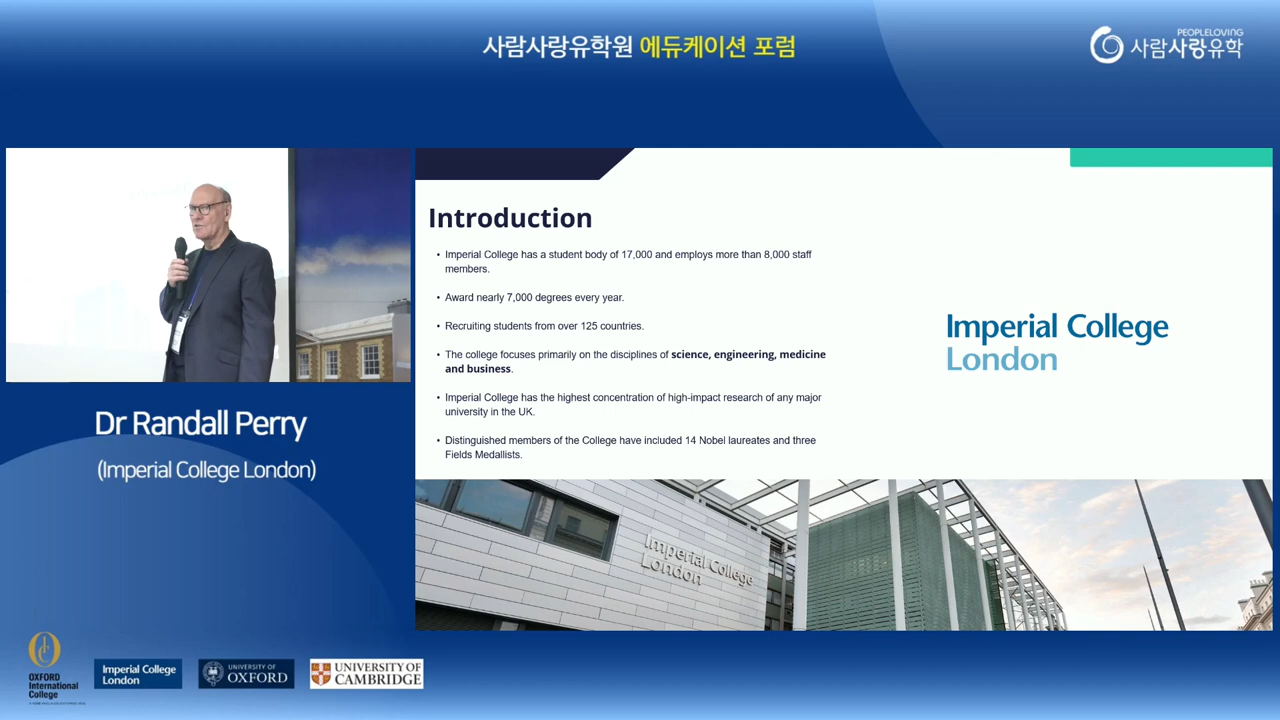 사람사랑유학원 에듀케이션 포럼
PEOPLELOVING
사람사랑유학
Introduction
• Imperial College has a student body of 17,000 and employs more than 8,000 staff
members.
• Award nearly 7,000 degrees every year.
• Recruiting students from over 125 countries.
• The college focuses primarily on the disciplines of science, engineering, medicine
and business.
• Imperial College has the highest concentration of high-impact research of any major
university in the UK.
• Distinguished members of the College have included 14 Nobel laureates and three
Fields Medallists.
Imperial College
London
Imperial College
London
Dr Randall Perry
(Imperial College London)
OXFORD
International
College
Imperial College
London
UNIVERSITY OF
OXFORD
UNIVERSITY OF
CAMBRIDGE